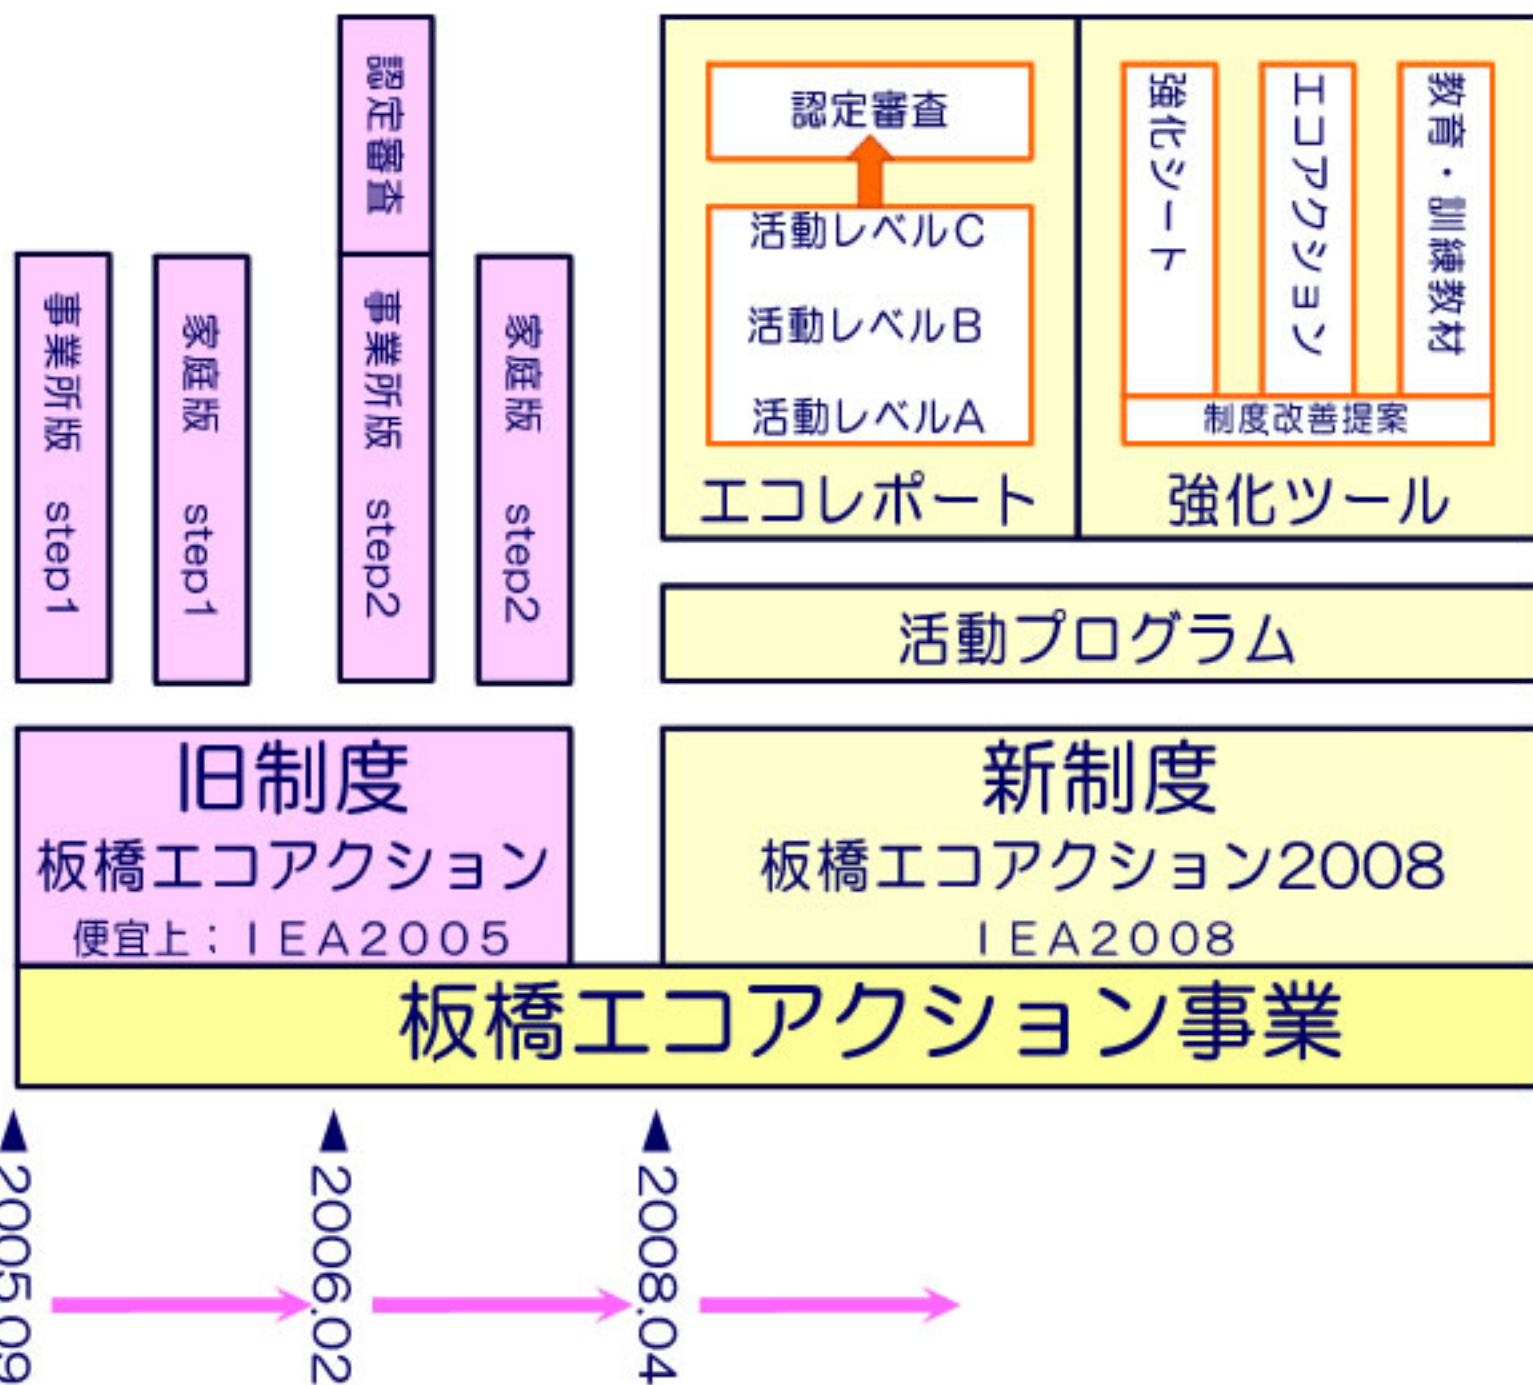 認定審査
事業所版　step1
家庭版　step1
事業所版　step2
家庭版　step2
認定審査
活動レベルC
活動レベルB
活動レベルA
エコレポート
強化シート
エコアクション
教育・訓練教材
制度改善提案
強化ツール
活動プログラム
旧制度
板橋エコアクション
便宜上；ＩＥＡ２００５
新制度
板橋エコアクション2008
ＩＥＡ２００８
板橋エコアクション事業
▲2005.09
▲2006.02
▲2008.04